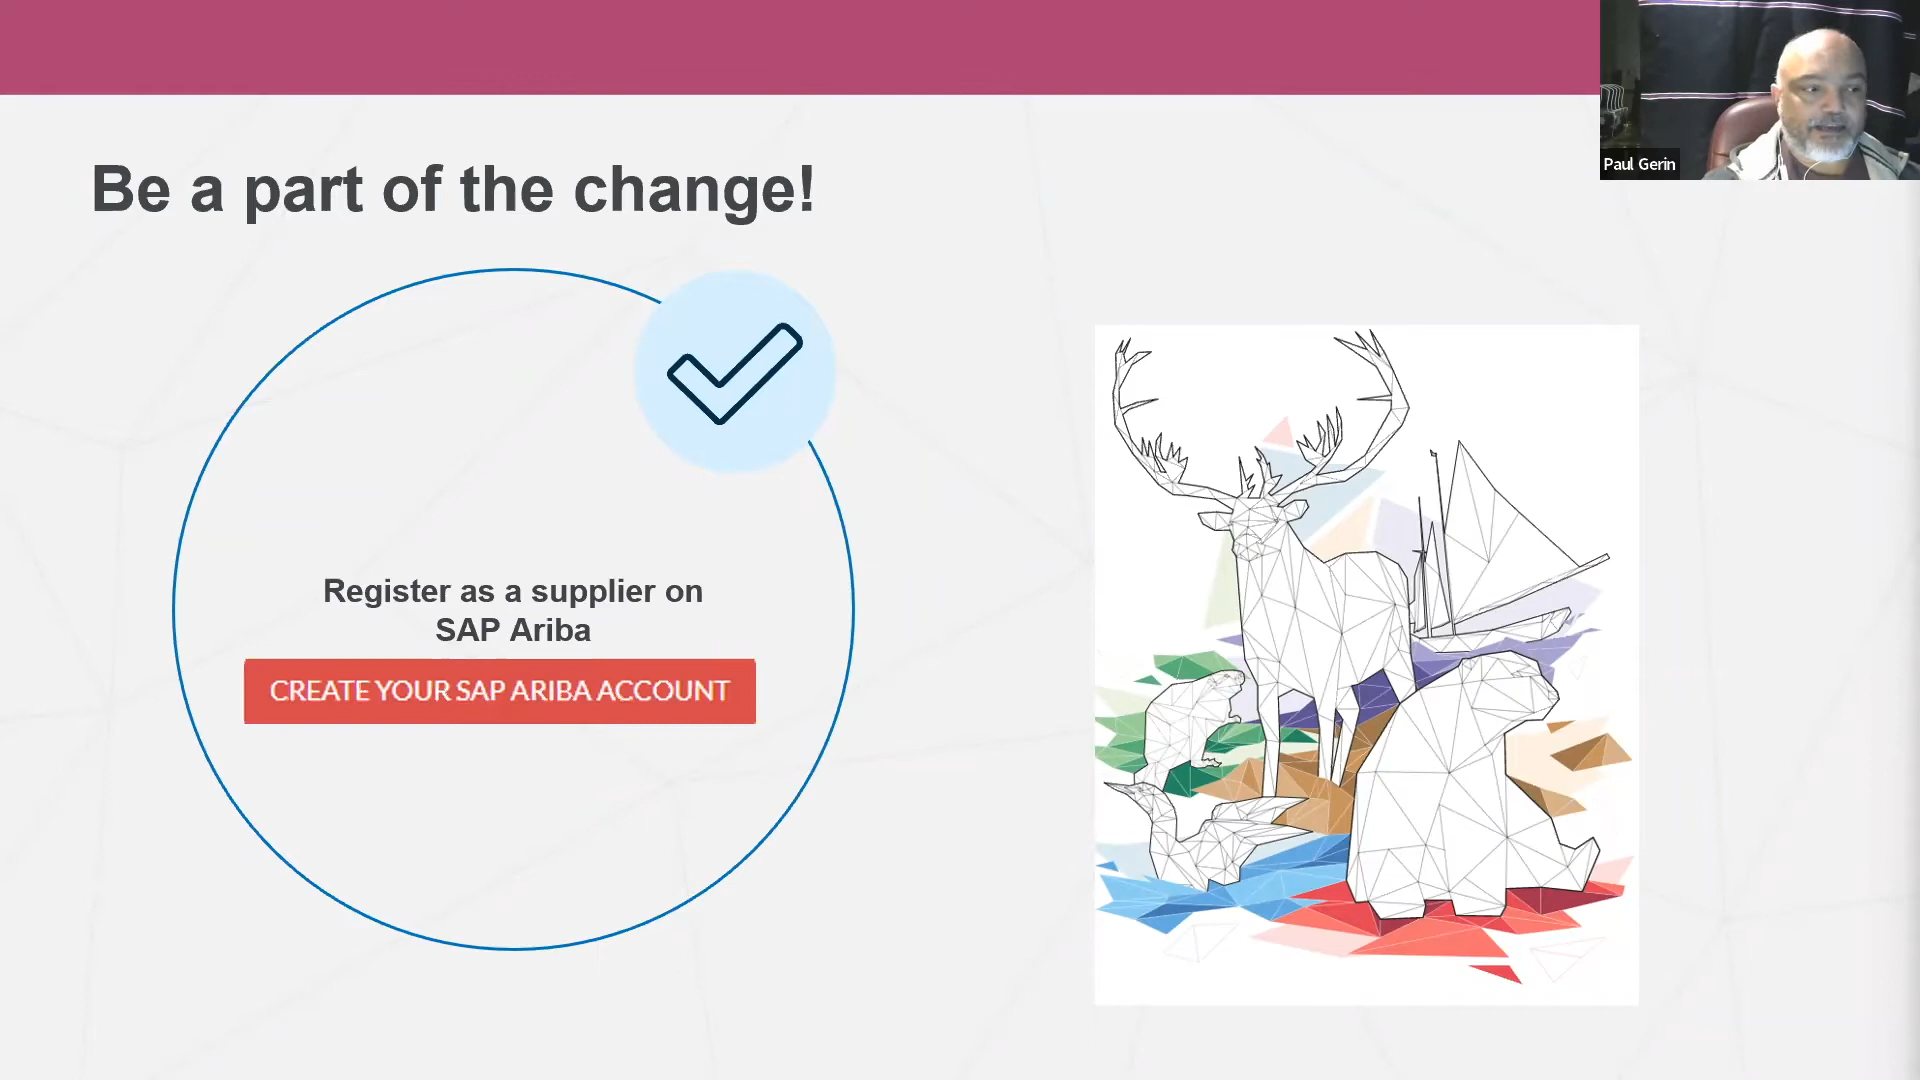 Paul Gerin
Be a part of the change!
Register as a supplier on
SAP Ariba
CREATE YOUR SAP ARIBA ACCOUNT